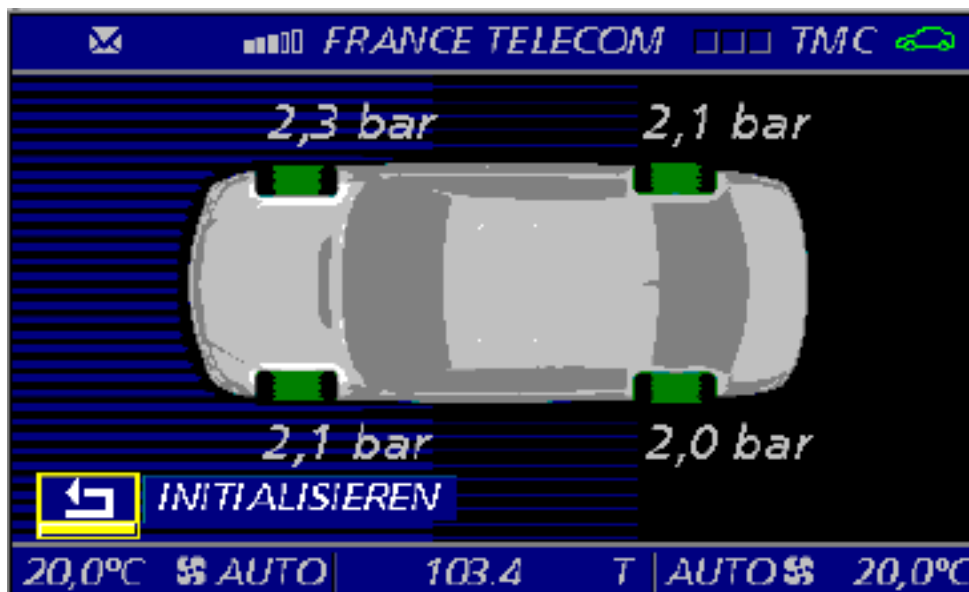 FRANCE TELECOM TMC
2,3 bar 2,1 bar
2,1 bar 2,0 bar
INITIALISIEREN
20,0°C AUTO 103.4 T AUTO 20,0°C